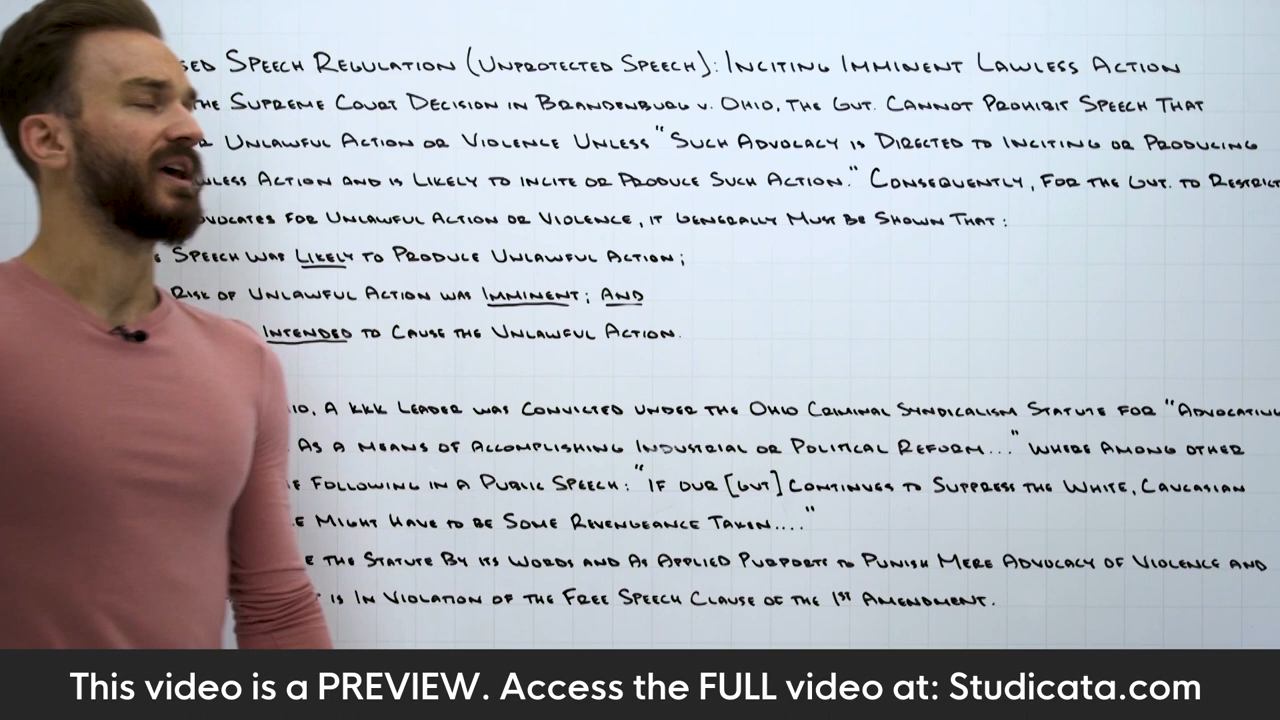 SPEECH REGULATION (UNPROTECTED SPEECH): INCITING IMMINENT LAWLESS ACTION
THE SUPREME COURT DECISION IN BRANDENBURG V. OHIO, THE GVT. CANNOT PROHIBIT SPEECH THAT
UNLAWFUL ACTION OR VIOLENCE UNLESS "SUCH ADVOCACY IS DIRECTED TO INCITING OR PRODUCING
ACTION AND IS LIKELY TO INCITE OR PRODUCE SUCH ACTION." CONSEQUENTLY, FOR THE GVT. TO RESTRICT
FOR UNLAWFUL ACTION OR VIOLENCE, IT GENERALLY MUST BE SHOWN THAT:
SPEECH WAS LIKELY TO PRODUCE UNLAWFUL ACTION;
RISK OF UNLAWFUL ACTION WAS IMMINENT; AND
INTENDED TO CAUSE THE UNLAWFUL ACTION.
A KKK LEADER WAS CONVICTED UNDER THE OHIO CRIMINAL SYNDICALISM STATUTE FOR "ADVOCATING
AS A MEANS OF ACCOMPLISHING INDUSTRIAL OR POLITICAL REFORM..." WHERE AMONG OTHER
FOLLOWING IN A PUBLIC SPEECH: "IF OUR [GVT] CONTINUES TO SUPPRESS THE WHITE, CAUCASIAN
MIGHT HAVE TO BE SOME REVENGEANCE TAKEN...."
THE STATUTE BY ITS WORDS AND AS APPLIED PURPORTS TO PUNISH MERE ADVOCACY OF VIOLENCE AND
IS IN VIOLATION OF THE FREE SPEECH CLAUSE OF THE 1ST AMENDMENT.
This video is a PREVIEW. Access the FULL video at: Studicata.com